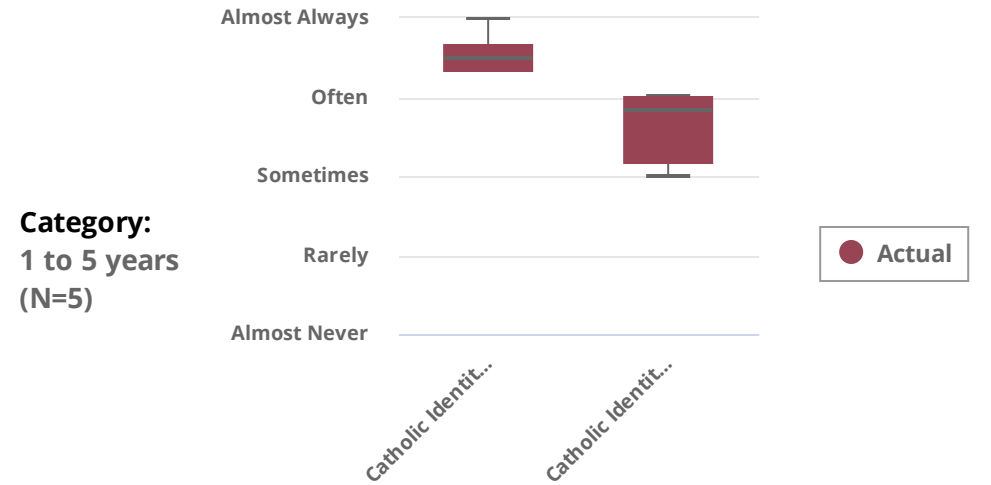 Almost Always
Often
Sometimes
Category:
1 to 5 years
(N=5)
Rarely
Actual
Almost Never
Catholic Identit...
Catholic Identit...